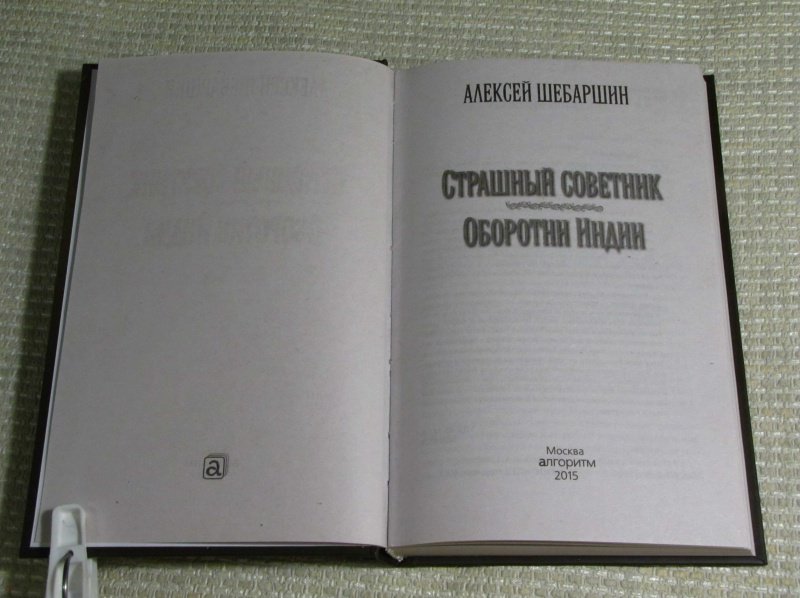 а
АЛЕКСЕЙ ШЕБАРШИН
СТРАШНЫЙ СОВЕТНИК
ОБОРОТНИ ИНДИИ
Москва
алгоритм
2015